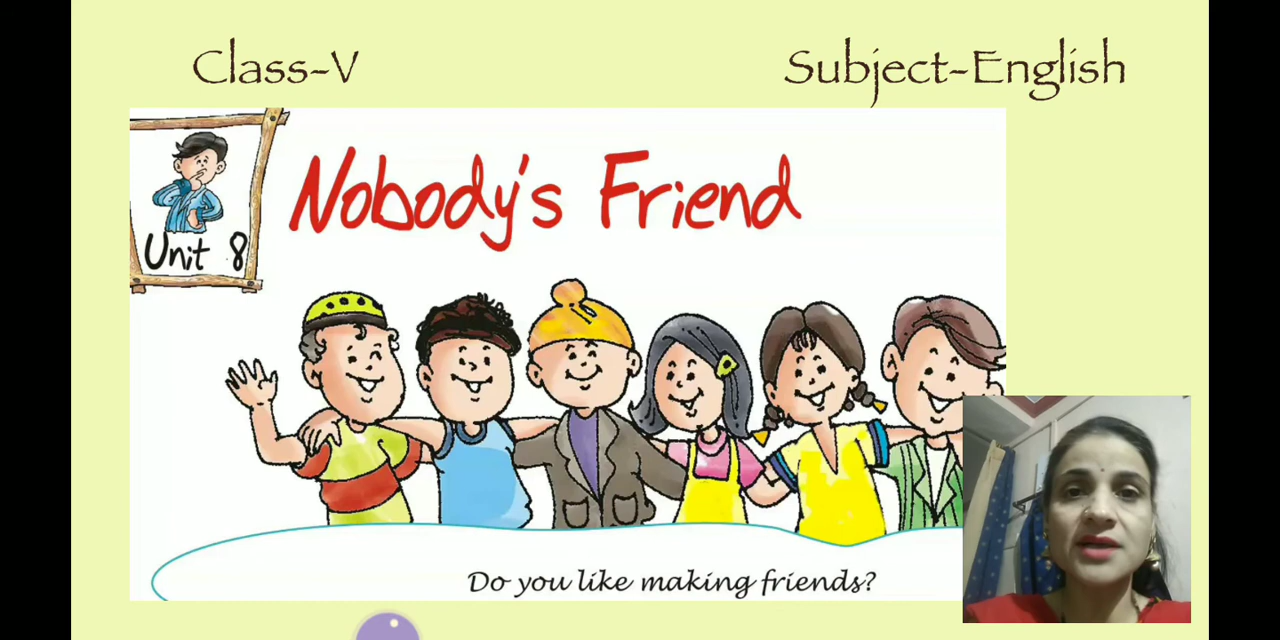 Class-V
Subject-English
Nobody's Friend
Unit 8
Do you like making friends?